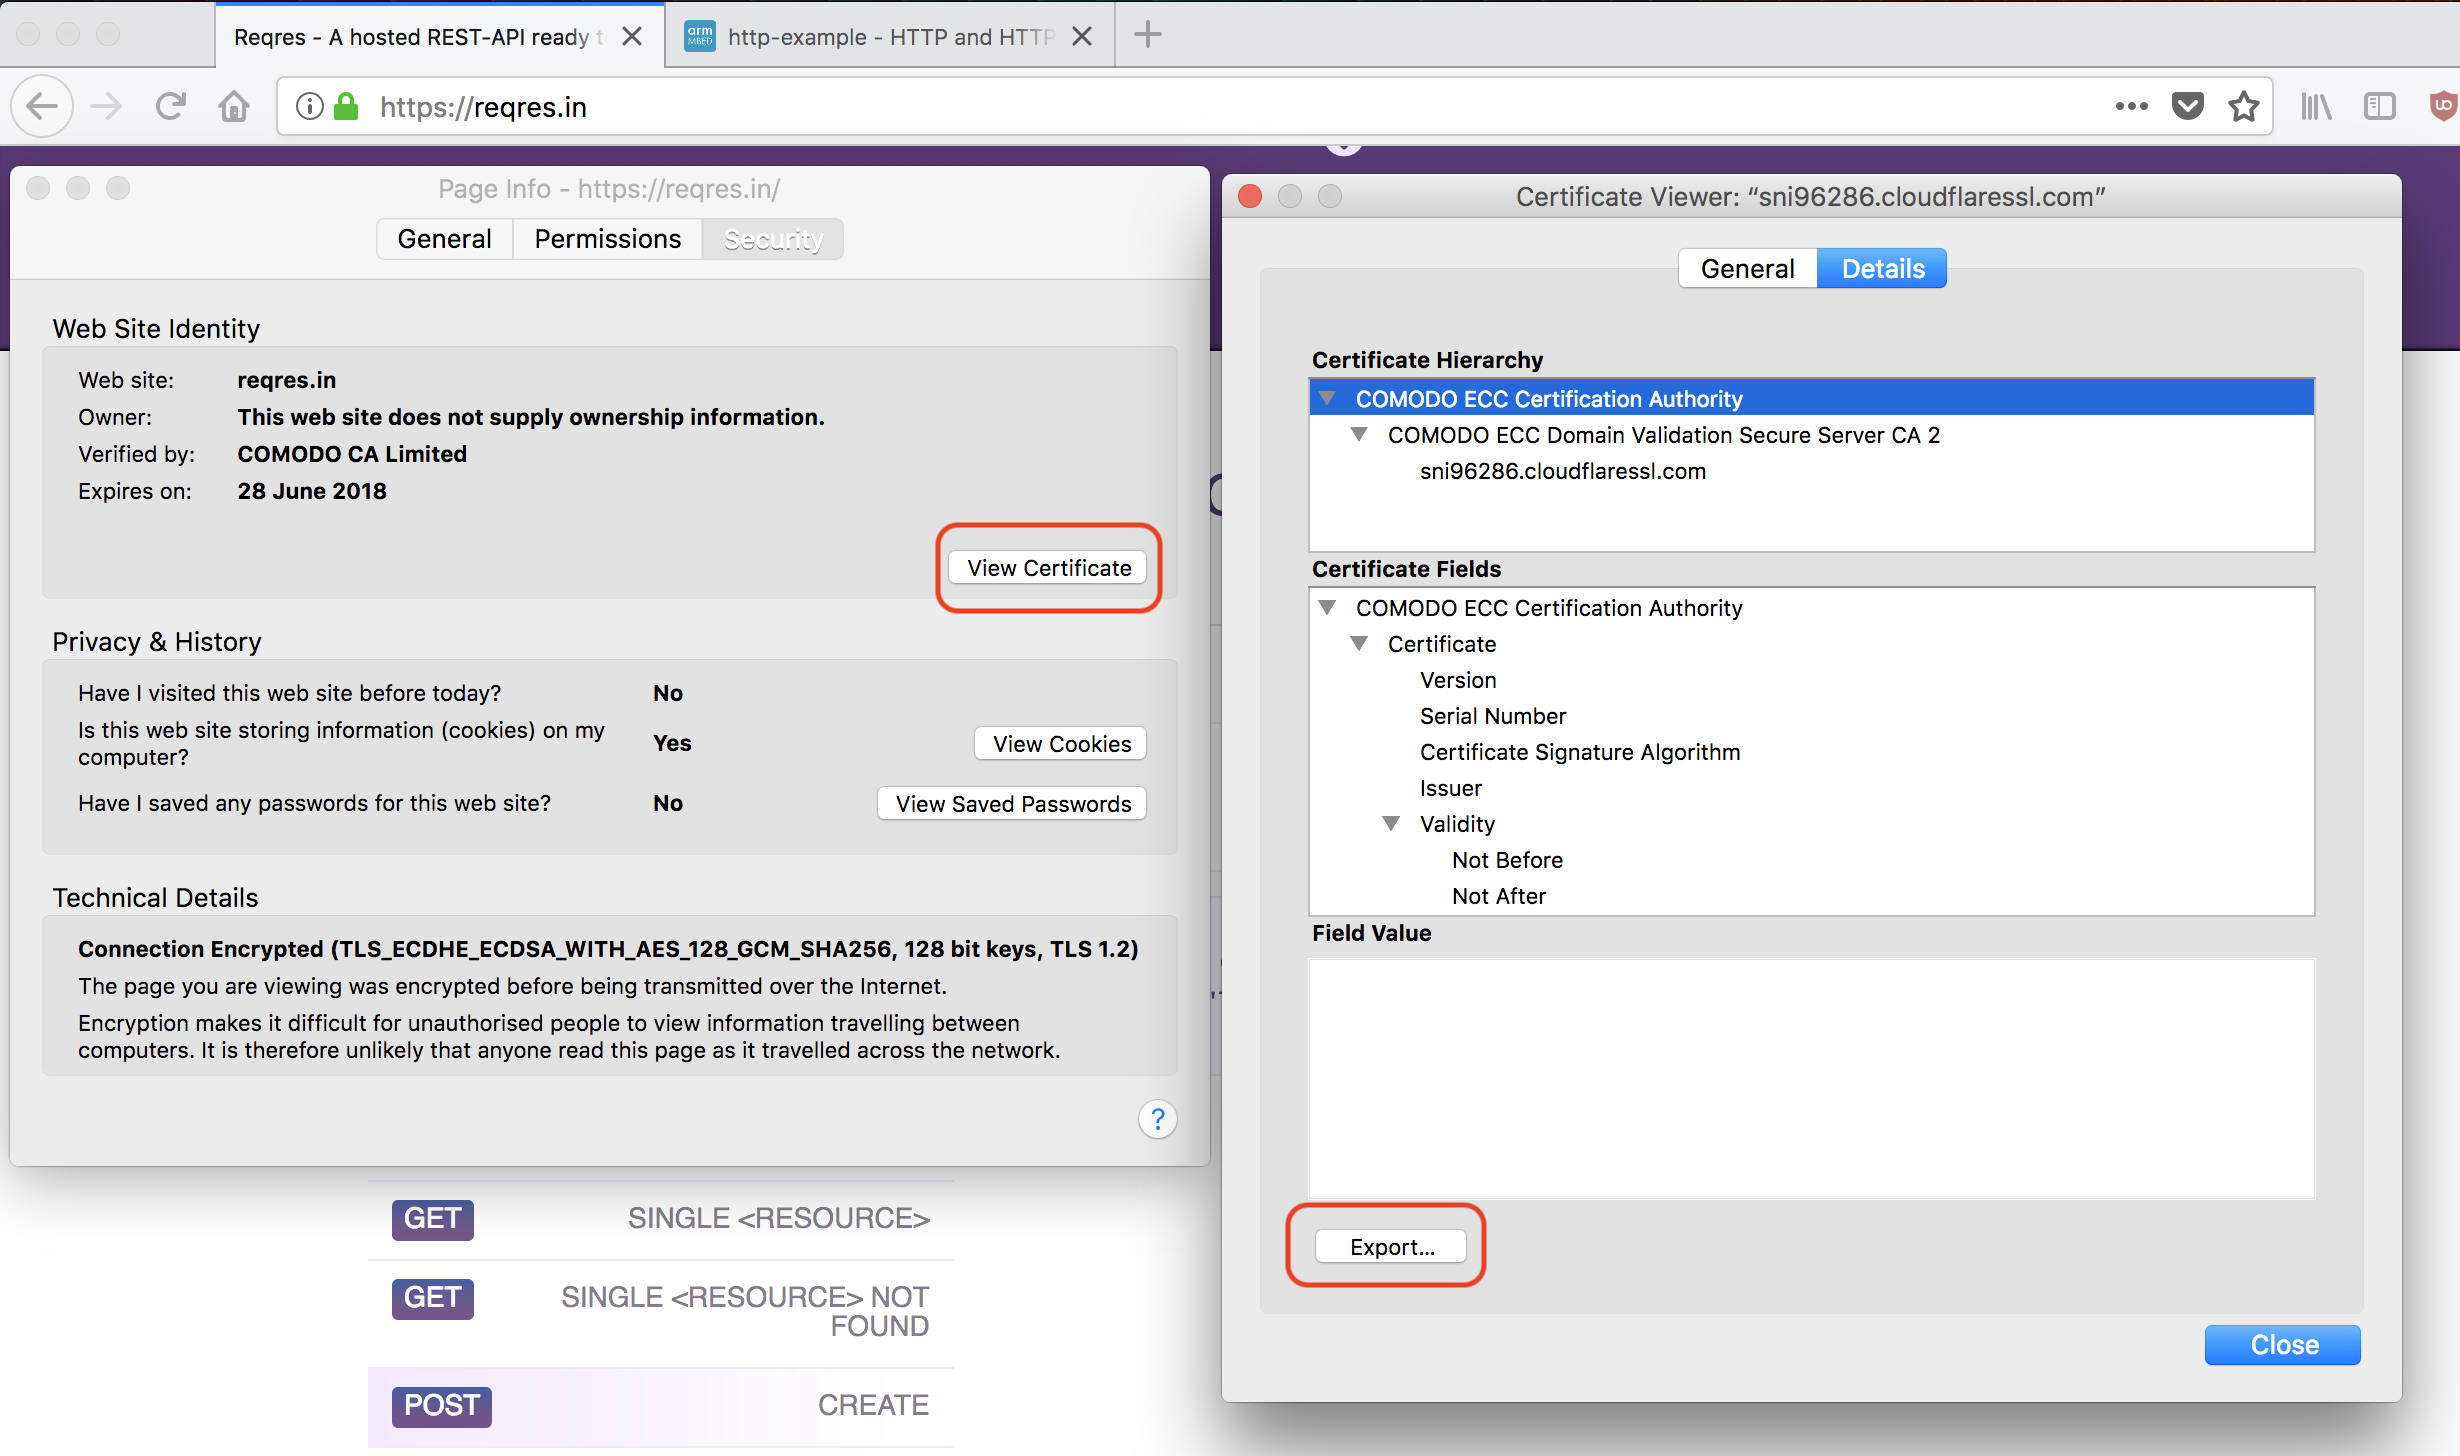 Reqres - A hosted REST-API ready t
arm
MBED
http-example - HTTP and HTTP
https://reqres.in
Page Info - https://reqres.in/
General
Permissions
Security
Web Site Identity
Web site: reqres.in
Owner: This web site does not supply ownership information.
Verified by: COMODO CA Limited
Expires on: 28 June 2018
View Certificate
Privacy & History
Have I visited this web site before today? No
Is this web site storing information (cookies) on my
computer?
Yes
View Cookies
Have I saved any passwords for this web site? No
View Saved Passwords
Technical Details
Connection Encrypted (TLS_ECDHE_ECDSA_WITH_AES_128_GCM_SHA256, 128 bit keys, TLS 1.2)
The page you are viewing was encrypted before being transmitted over the Internet.
Encryption makes it difficult for unauthorised people to view information travelling between
computers. It is therefore unlikely that anyone read this page as it travelled across the network.
?
GET SINGLE <RESOURCE>
GET SINGLE <RESOURCE> NOT
FOUND
POST CREATE
Certificate Viewer: “sni96286.cloudflaressl.com”
General
Details
Certificate Hierarchy
COMODO ECC Certification Authority
COMODO ECC Domain Validation Secure Server CA 2
sni96286.cloudflaressl.com
Certificate Fields
COMODO ECC Certification Authority
Certificate
Version
Serial Number
Certificate Signature Algorithm
Issuer
Validity
Not Before
Not After
Field Value
Export...
Close